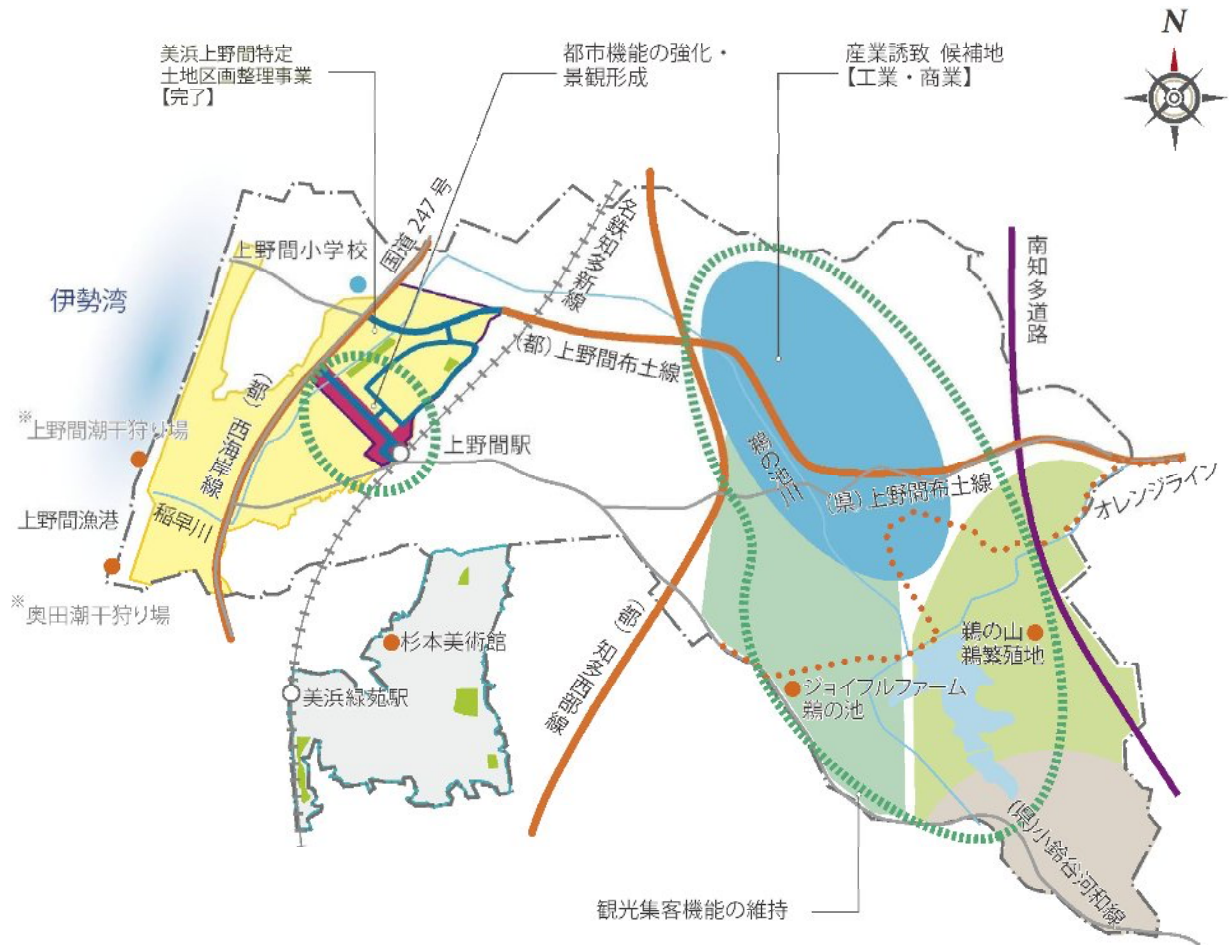 美浜上野間特定
土地区画整理事業
【完了】
都市機能の強化・
景観形成
産業誘致 候補地
【工業・商業】
N
上野間小学校
国道 247 号
名鉄知多新線
南知多道路
伊勢湾
(都)上野間布土線
(都)西海岸線
※上野間潮干狩り場
上野間駅
鵜の池川
(県)上野間布土線
オレンジライン
稲早川
上野間漁港
※奥田潮干狩り場
杉本美術館
美浜緑苑駅
(都)知多西部線
鵜の山
鵜繁殖地
ジョイフルファーム
鵜の池
(県)小鈴谷河和線
観光集客機能の維持